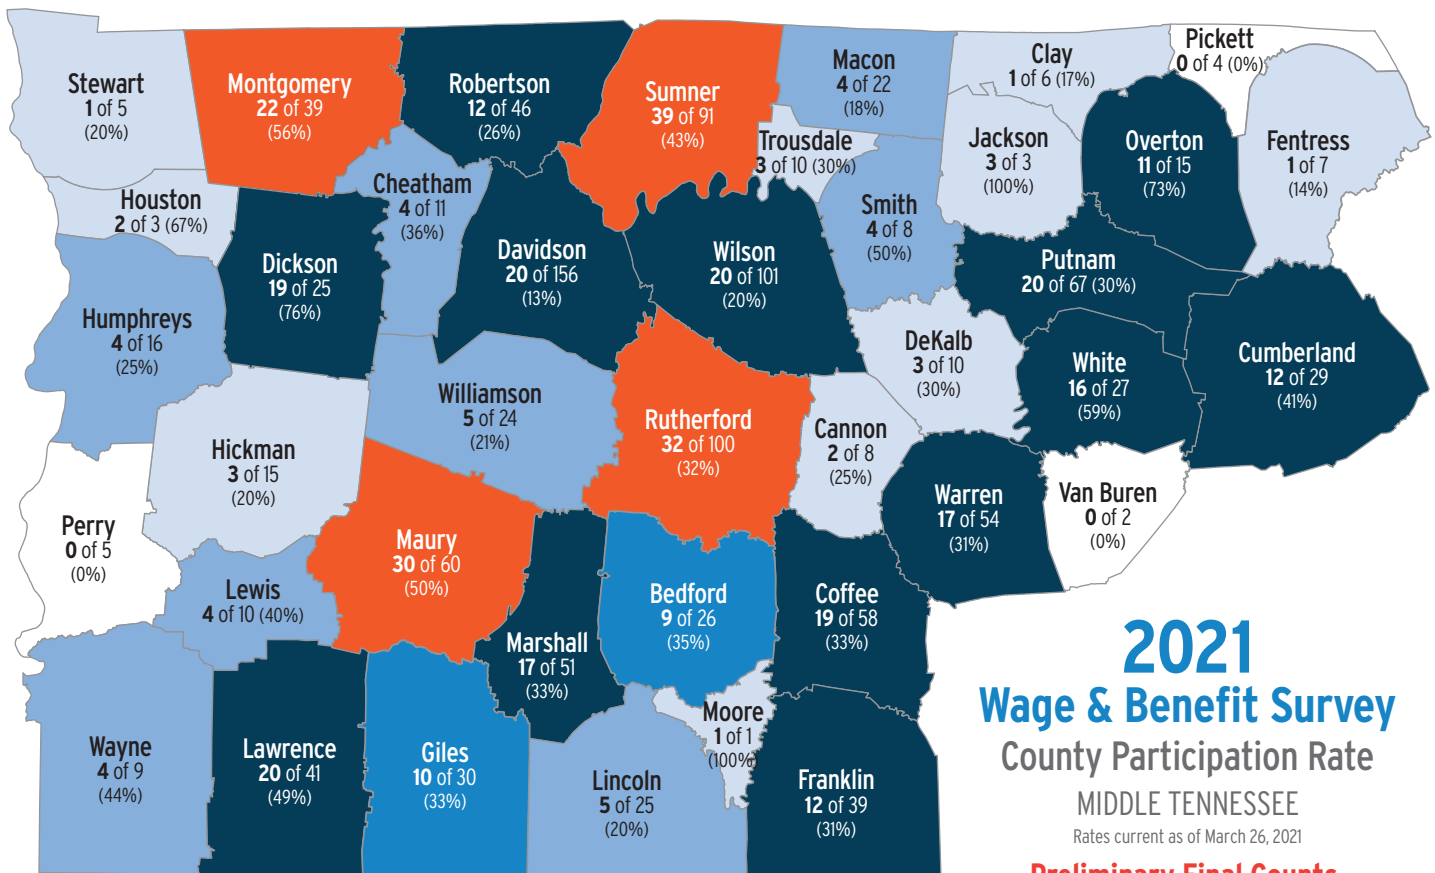 Stewart
1 of 5
(20%)
Montgomery
22 of 39
(56%)
Robertson
12 of 46
(26%)
Sumner
39 of 91
(43%)
Macon
4 of 22
(18%)
Clay
1 of 6 (17%)
Pickett
0 of 4 (0%)
Trousdale
3 of 10 (30%)
Jackson
3 of 3
(100%)
Overton
11 of 15
(73%)
Fentress
1 of 7
(14%)
Houston
2 of 3 (67%)
Cheatham
4 of 11
(36%)
Smith
4 of 8
(50%)
Dickson
19 of 25
(76%)
Davidson
20 of 156
(13%)
Wilson
20 of 101
(20%)
Putnam
20 of 67 (30%)
Humphreys
4 of 16
(25%)
DeKalb
3 of 10
(30%)
White
16 of 27
(59%)
Cumberland
12 of 29
(41%)
Williamson
5 of 24
(21%)
Rutherford
32 of 100
(32%)
Cannon
2 of 8
(25%)
Hickman
3 of 15
(20%)
Warren
17 of 54
(31%)
Van Buren
0 of 2
(0%)
Perry
0 of 5
(0%)
Maury
30 of 60
(50%)
Lewis
4 of 10 (40%)
Bedford
9 of 26
(35%)
Coffee
19 of 58
(33%)
Marshall
17 of 51
(33%)
Moore
1 of 1
(100%)
Wayne
4 of 9
(44%)
Lawrence
20 of 41
(49%)
Giles
10 of 30
(33%)
Lincoln
5 of 25
(20%)
Franklin
12 of 39
(31%)
2021
Wage & Benefit Survey
County Participation Rate
MIDDLE TENNESSEE
Rates current as of March 26, 2021
Preliminary Final Counts